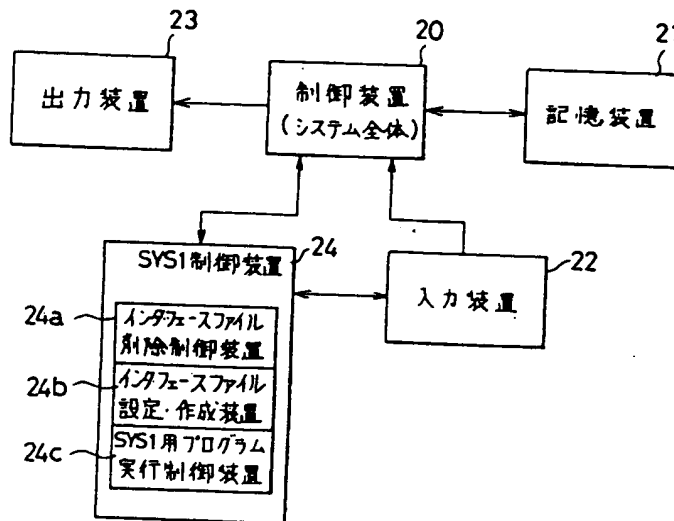 23
20
21
出力装置
制御装置
(システム全体)
記憶装置
24
SYS1制御装置
22
入力装置
24a
インタフェースファイル
削除制御装置
24b
インタフェースファイル
設定・作成装置
24c
SYS1用プログラム
実行制御装置